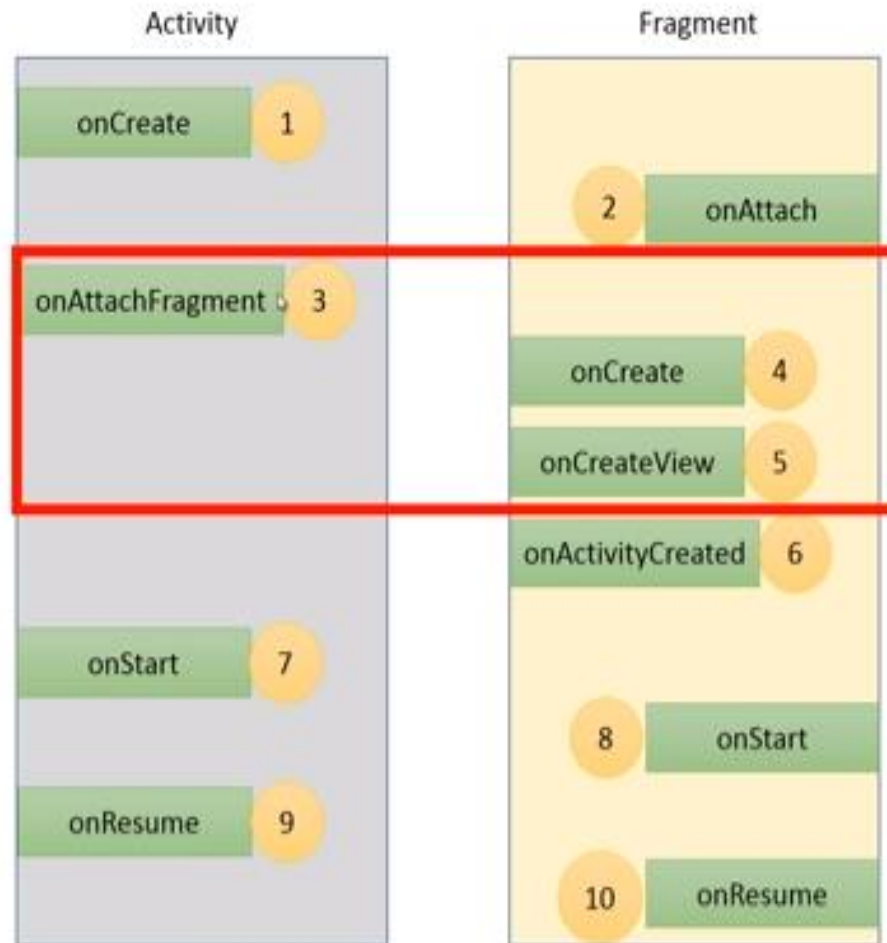 Activity Fragment
onCreate 1
2 onAttach
onAttachFragment 3
onCreate 4
onCreateView 5
onActivityCreated 6
onStart 7
8 onStart
onResume 9
10 onResume